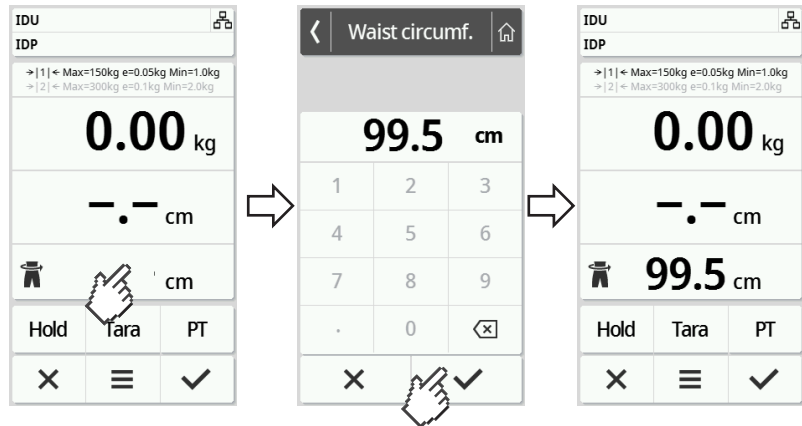 IDU
IDP
→|1|← Max=150kg e=0.05kg Min=1.0kg
→|2|← Max=300kg e=0.1kg Min=2.0kg
0.00 kg
–.– cm
cm
Hold Tara PT
Waist circumf.
99.5 cm
1 2 3
4 5 6
7 8 9
. 0
IDU
IDP
→|1|← Max=150kg e=0.05kg Min=1.0kg
→|2|← Max=300kg e=0.1kg Min=2.0kg
0.00 kg
–.– cm
99.5 cm
Hold Tara PT